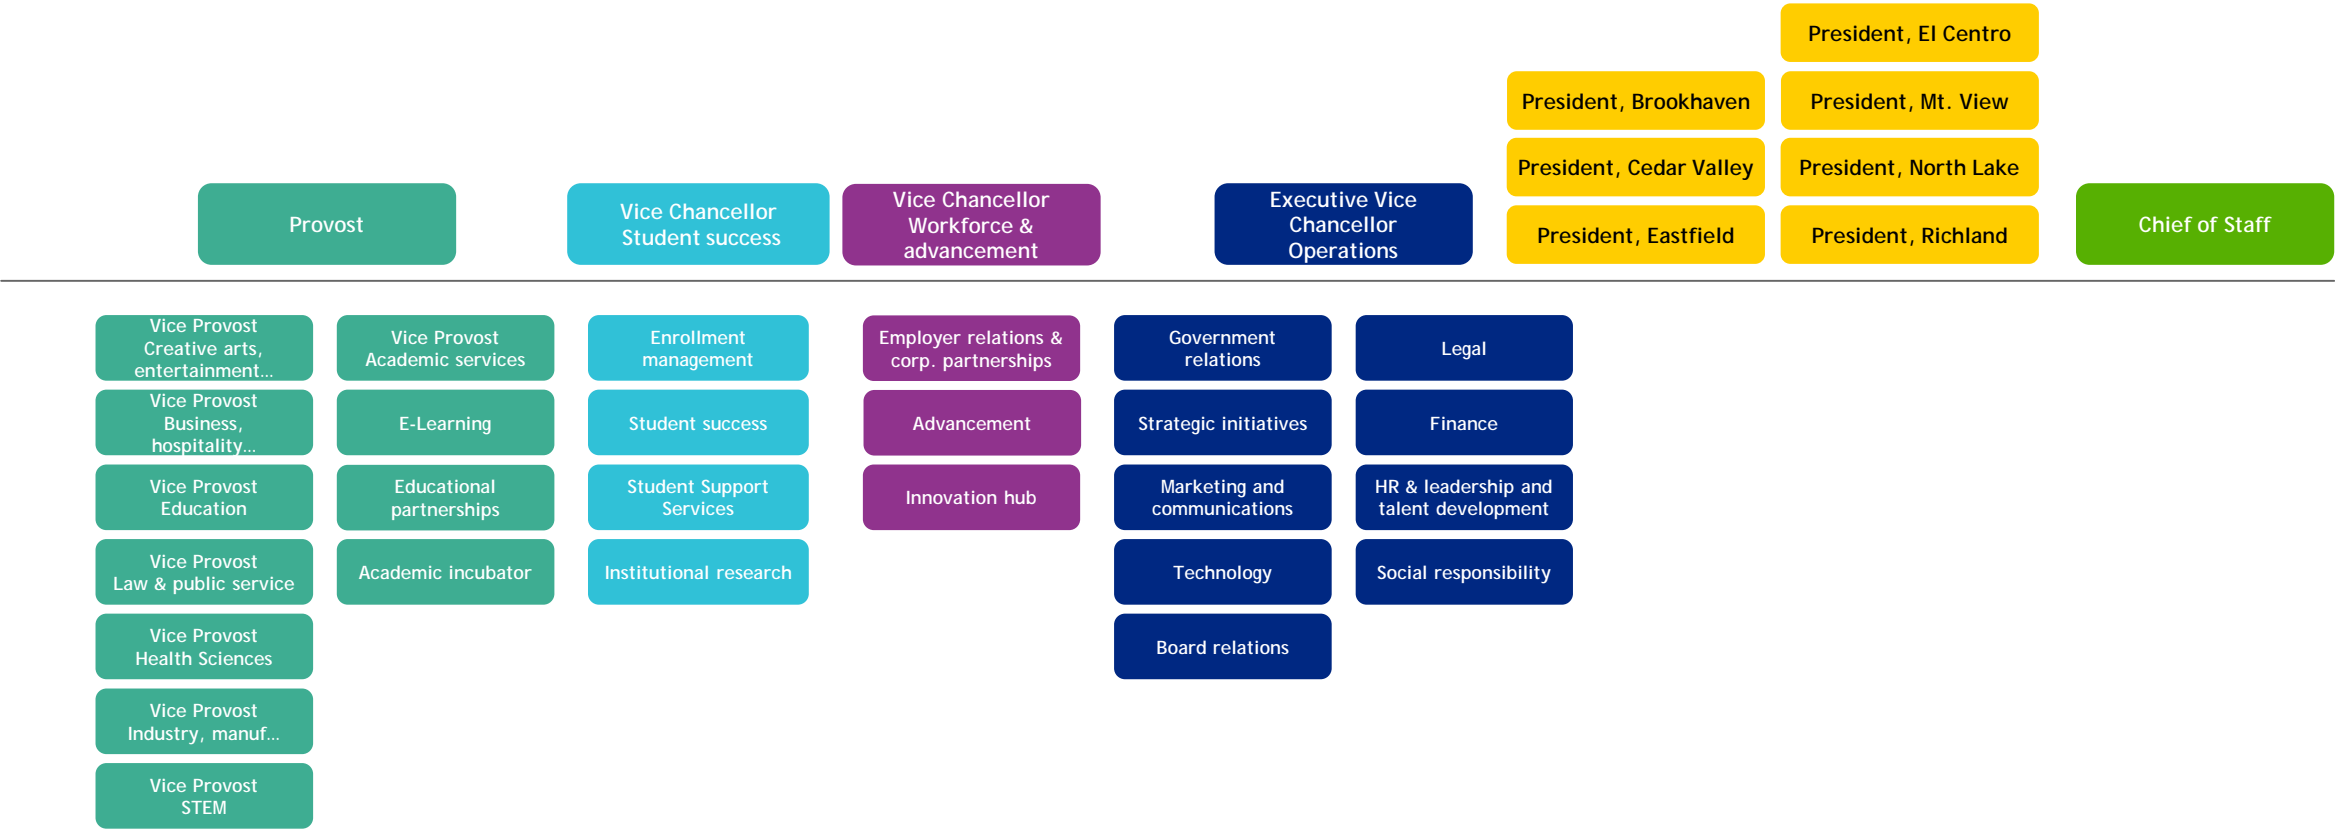 President, El Centro
President, Brookhaven
President, Mt. View
President, Cedar Valley
President, North Lake
Provost
Vice Chancellor
Student success
Vice Chancellor
Workforce &
advancement
Executive Vice
Chancellor
Operations
President, Eastfield
President, Richland
Chief of Staff
Vice Provost
Creative arts,
entertainment...
Vice Provost
Academic services
Enrollment
management
Employer relations &
corp. partnerships
Government
relations
Legal
Vice Provost
Business,
hospitality...
E-Learning
Student success
Advancement
Strategic initiatives
Finance
Vice Provost
Education
Educational
partnerships
Student Support
Services
Innovation hub
Marketing and
communications
HR & leadership and
talent development
Vice Provost
Law & public service
Academic incubator
Institutional research
Technology
Social responsibility
Vice Provost
Health Sciences
Board relations
Vice Provost
Industry, manuf...
Vice Provost
STEM